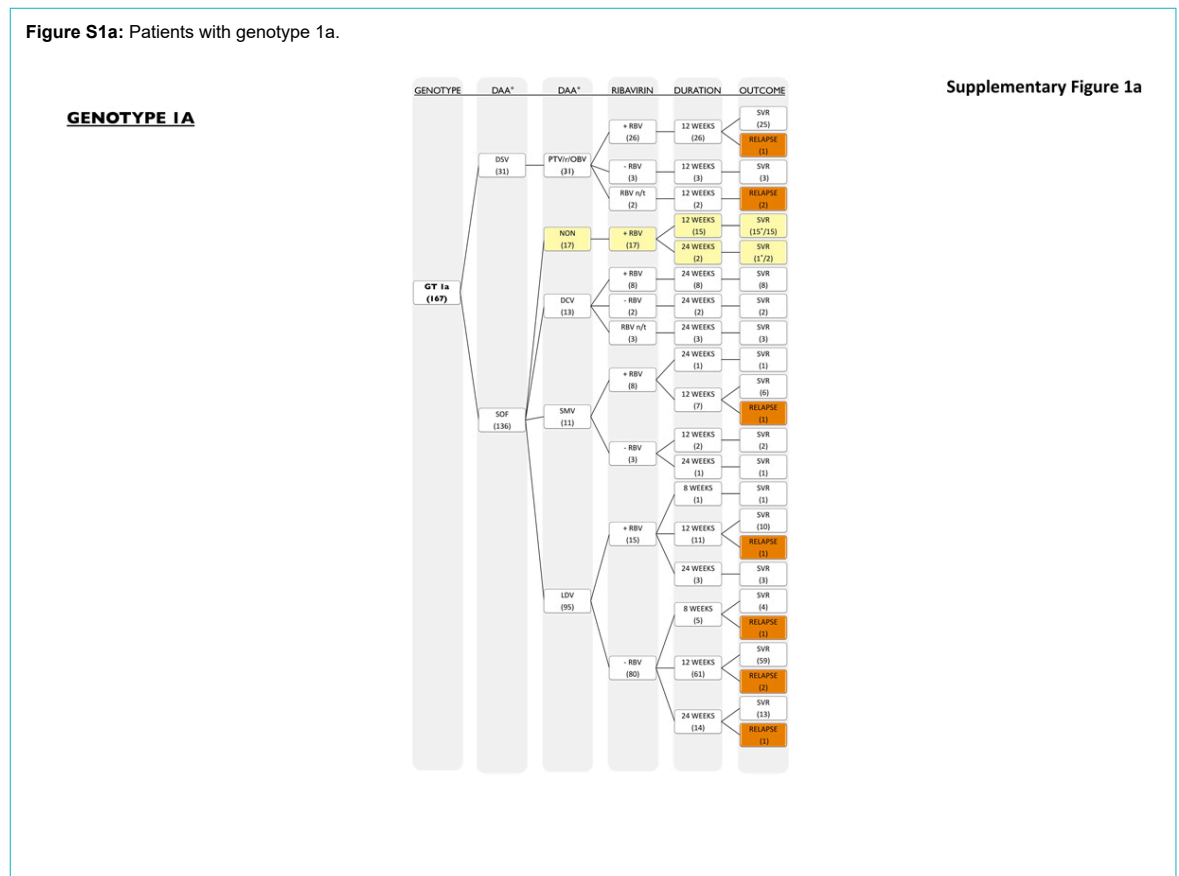 Figure S1a: Patients with genotype 1a.
Supplementary Figure 1a
GENOTYPE 1A
GENOTYPE DAA* DAA* RIBAVIRIN DURATION OUTCOME
GT 1a
(167)
DSV
(31)
PTV/r/OBV
(31)
+ RBV
(26)
12 WEEKS
(26)
SVR
(25)
RELAPSE
(1)
- RBV
(3)
12 WEEKS
(3)
SVR
(3)
RBV n/t
(2)
12 WEEKS
(2)
RELAPSE
(2)
SOF
(136)
NON
(17)
+ RBV
(17)
12 WEEKS
(15)
SVR
(15*/15)
24 WEEKS
(2)
SVR
(1*/2)
DCV
(13)
+ RBV
(8)
24 WEEKS
(8)
SVR
(8)
- RBV
(2)
24 WEEKS
(2)
SVR
(2)
RBV n/t
(3)
24 WEEKS
(3)
SVR
(3)
SMV
(11)
+ RBV
(8)
24 WEEKS
(1)
SVR
(1)
12 WEEKS
(7)
SVR
(6)
RELAPSE
(1)
- RBV
(3)
12 WEEKS
(2)
SVR
(2)
24 WEEKS
(1)
SVR
(1)
LDV
(95)
+ RBV
(15)
8 WEEKS
(1)
SVR
(1)
12 WEEKS
(11)
SVR
(10)
RELAPSE
(1)
24 WEEKS
(3)
SVR
(3)
- RBV
(80)
8 WEEKS
(5)
SVR
(4)
RELAPSE
(1)
12 WEEKS
(61)
SVR
(59)
RELAPSE
(2)
24 WEEKS
(14)
SVR
(13)
RELAPSE
(1)